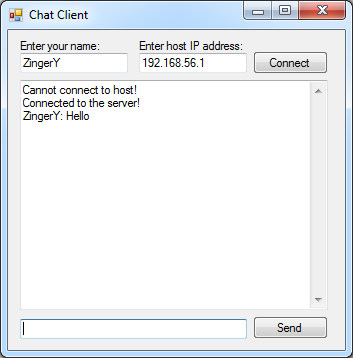 Chat Client
Enter your name:
Enter host IP address:
ZingerY
192.168.56.1
Connect
Cannot connect to host!
Connected to the server!
ZingerY: Hello
Send